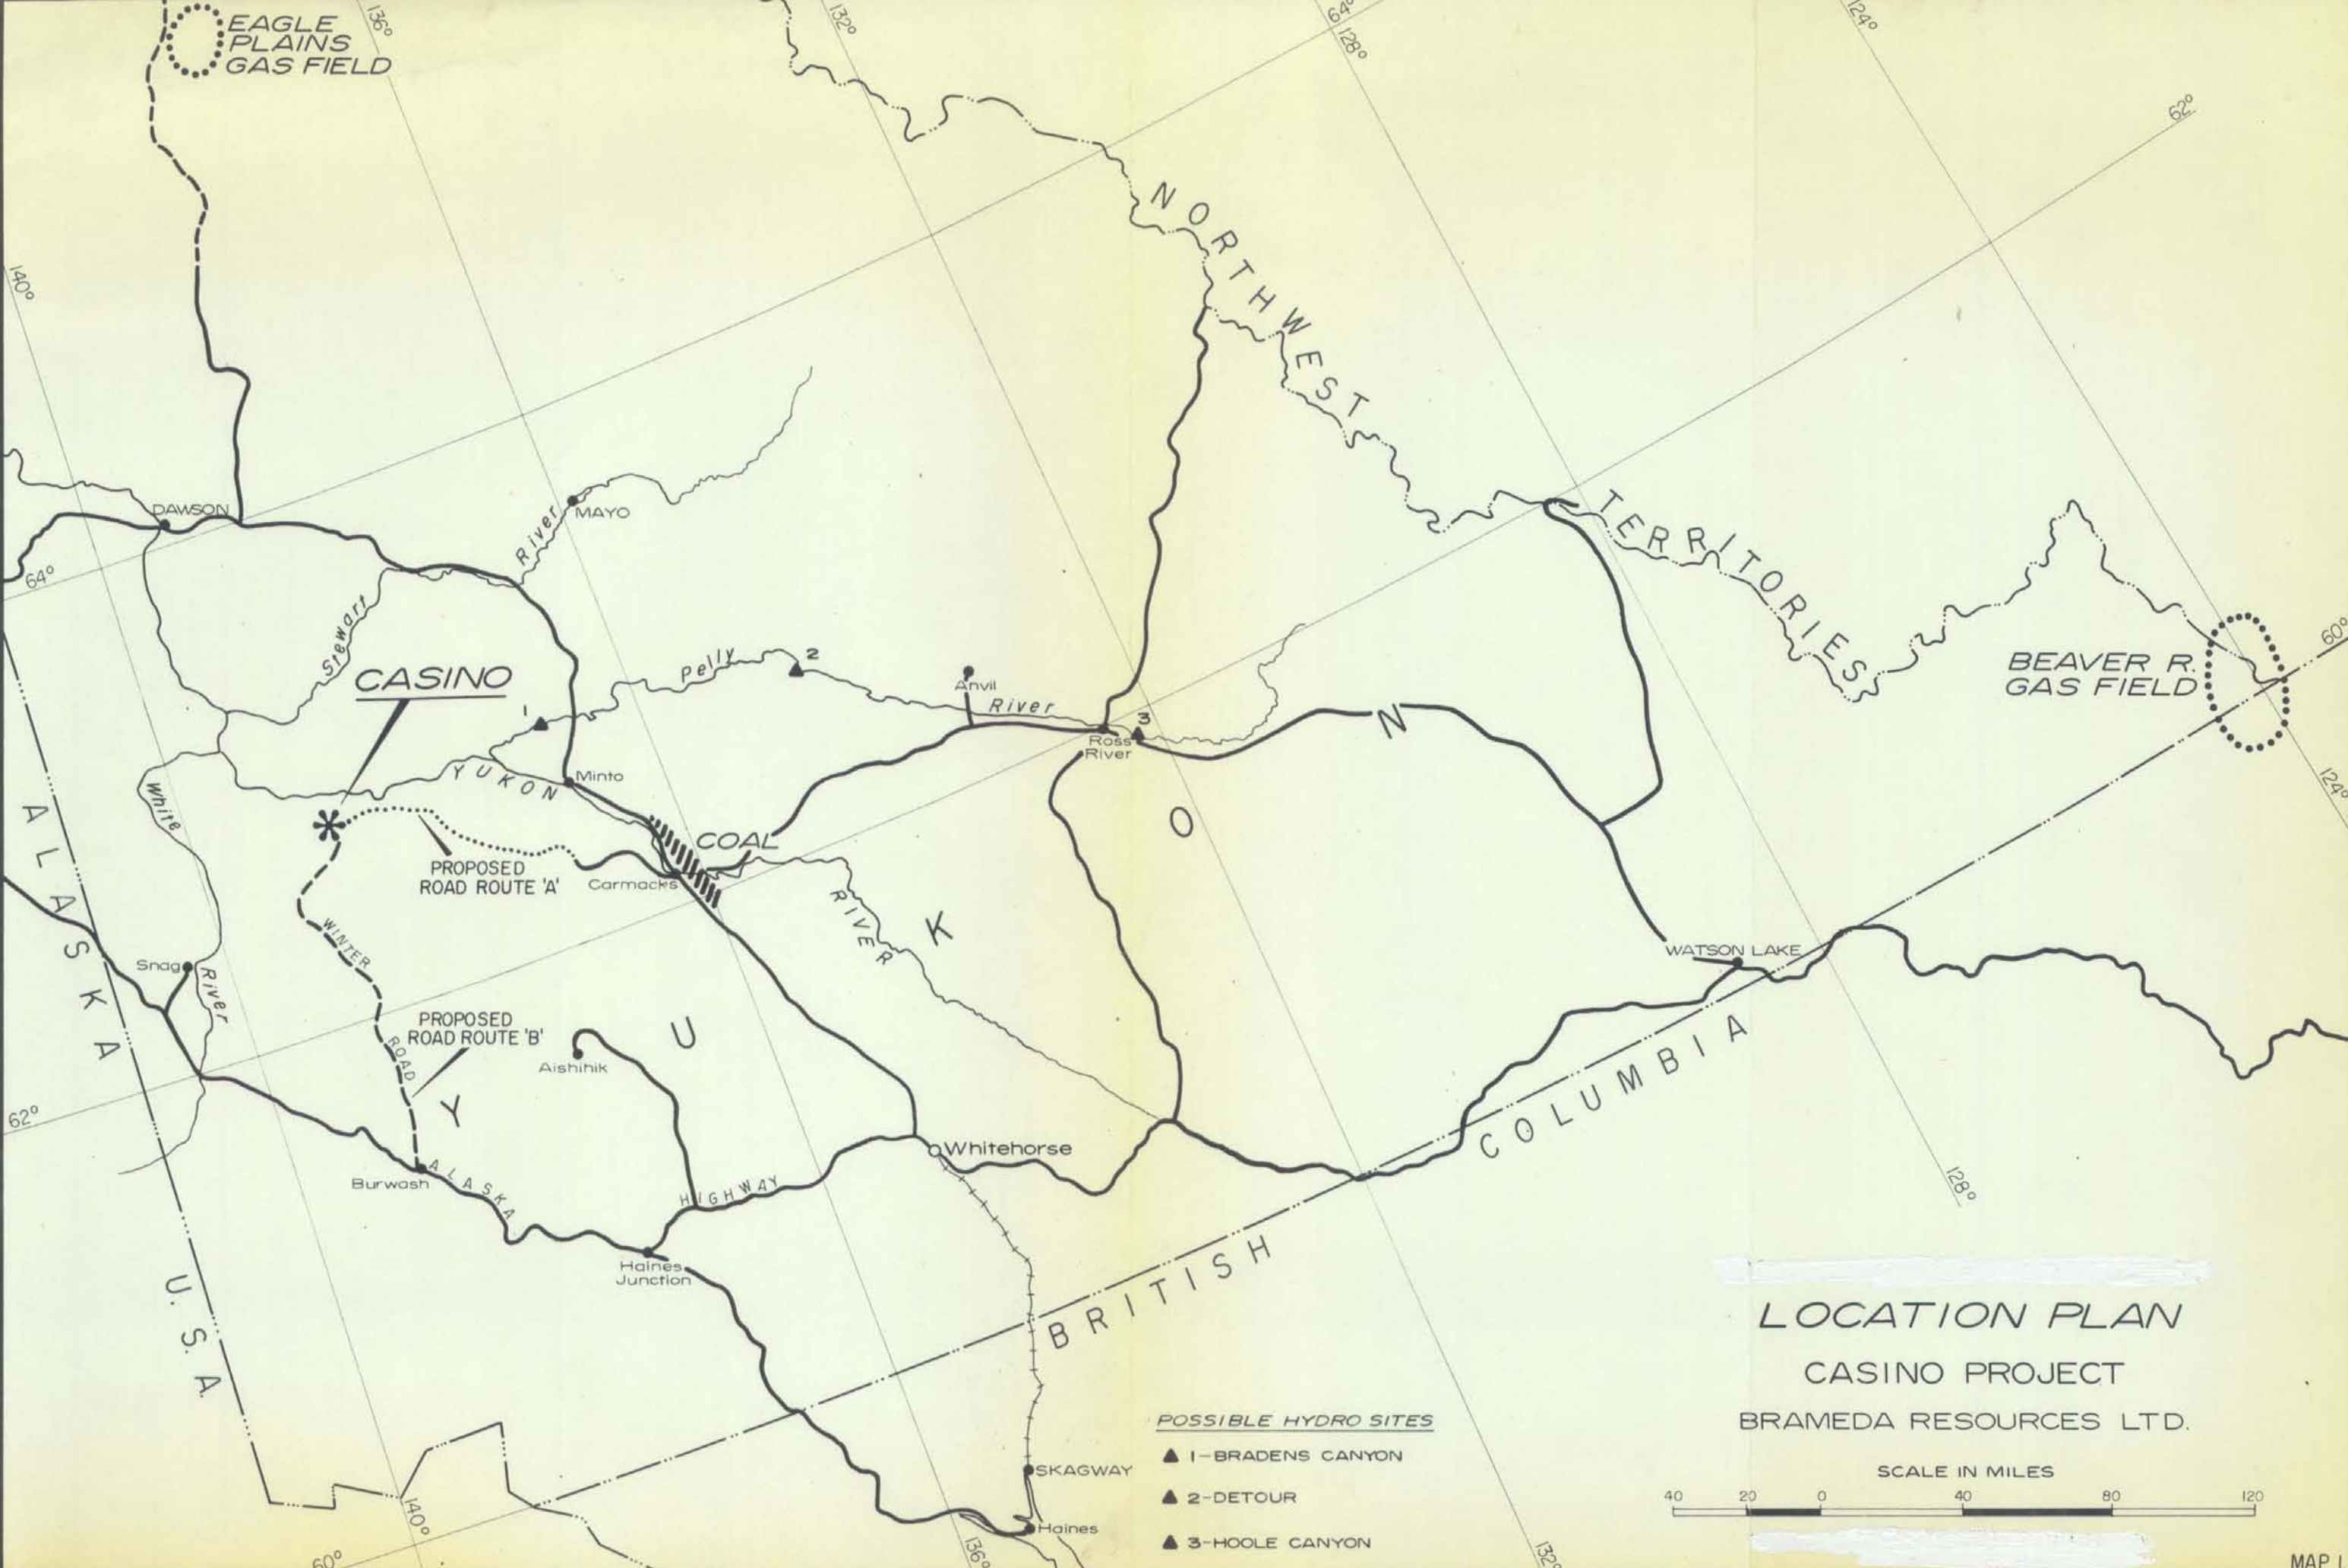 EAGLE
PLAINS
GAS FIELD
136°
132°
64°
128°
124°
62°
140°
NORTHWEST
TERRITORIES
DAWSON
64°
River
MAYO
Stewart
CASINO
Pelly
2
Anvil
River
3
Ross
River
1
YUKON
Minto
White
COAL
PROPOSED
ROAD ROUTE 'A'
Carmacks
RIVER
BEAVER R.
GAS FIELD
60°
124°
ALASKA
U.S.A.
Snag
River
WINTER
ROAD
PROPOSED
ROAD ROUTE 'B'
Aishihik
YUKON
WATSON LAKE
62°
Burwash
ALASKA
HIGHWAY
Whitehorse
Haines
Junction
BRITISH
COLUMBIA
128°
140°
60°
136°
132°
SKAGWAY
Haines
POSSIBLE HYDRO SITES
1-BRADENS CANYON
2-DETOUR
3-HOOLE CANYON
LOCATION PLAN
CASINO PROJECT
BRAMEDA RESOURCES LTD.
SCALE IN MILES
40 20 0 40 80 120
MAP I